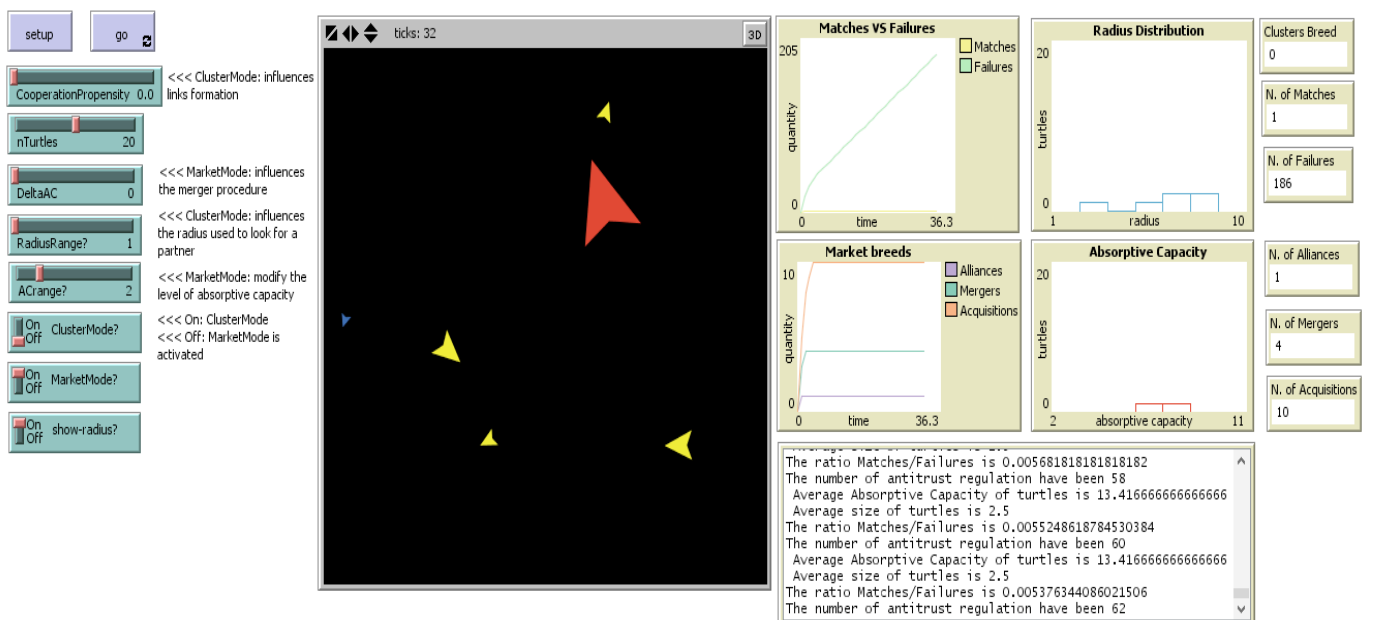 setup
go
CooperationPropensity 0.0
<<< ClusterMode: influences
links formation
nTurtles 20
DeltaAC 0
<<< MarketMode: influences
the merger procedure
RadiusRange? 1
<<< ClusterMode: influences
the radius used to look for a
partner
ACrange? 2
<<< MarketMode: modify the
level of absorptive capacity
On
Off
ClusterMode?
<<< On: ClusterMode
<<< Off: MarketMode is
activated
On
Off
MarketMode?
On
Off
show-radius?
ticks: 32
3D
Matches VS Failures
205
quantity
0
0
time
36.3
Matches
Failures
Radius Distribution
20
turtles
0
1
radius
10
Clusters Breed
0
N. of Matches
1
N. of Failures
186
Market breeds
10
quantity
0
0
time
36.3
Alliances
Mergers
Acquisitions
Absorptive Capacity
20
turtles
0
2
absorptive capacity
11
N. of Alliances
1
N. of Mergers
4
N. of Acquisitions
10
The ratio Matches/Failures is 0.005681818181818182
The number of antitrust regulation have been 58
Average Absorptive Capacity of turtles is 13.416666666666666
Average size of turtles is 2.5
The ratio Matches/Failures is 0.0055248618784530384
The number of antitrust regulation have been 60
Average Absorptive Capacity of turtles is 13.416666666666666
Average size of turtles is 2.5
The ratio Matches/Failures is 0.005376344086021506
The number of antitrust regulation have been 62